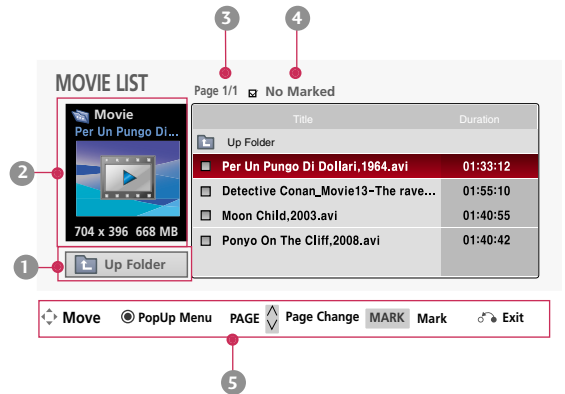 3 4
MOVIE LIST
Page 1/1 No Marked
Movie
Per Un Pungo Di...
704 x 396 668 MB
Title Duration
Up Folder
Per Un Pungo Di Dollari,1964.avi 01:33:12
Detective Conan_Movie13-The rave... 01:55:10
Moon Child,2003.avi 01:40:55
Ponyo On The Cliff,2008.avi 01:40:42
2
1 Up Folder
Move PopUp Menu PAGE Page Change MARK Mark Exit
5